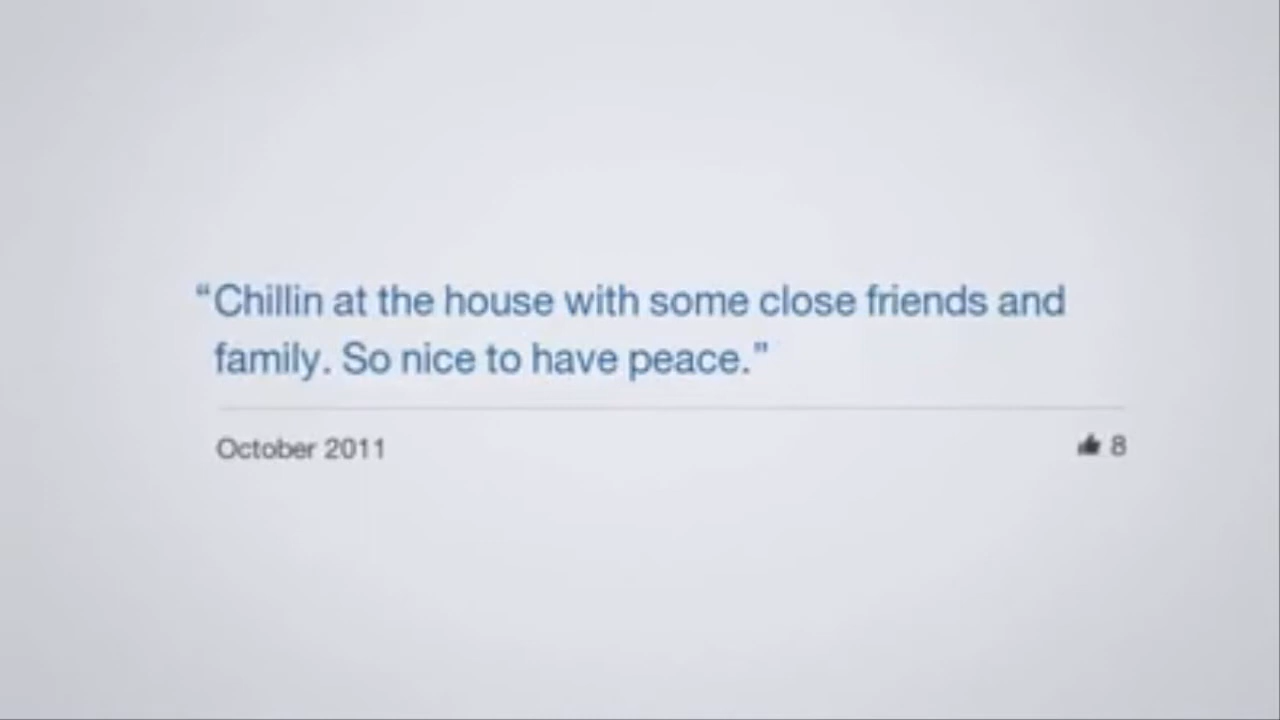 “Chillin at the house with some close friends and
family. So nice to have peace.”
October 2011
8